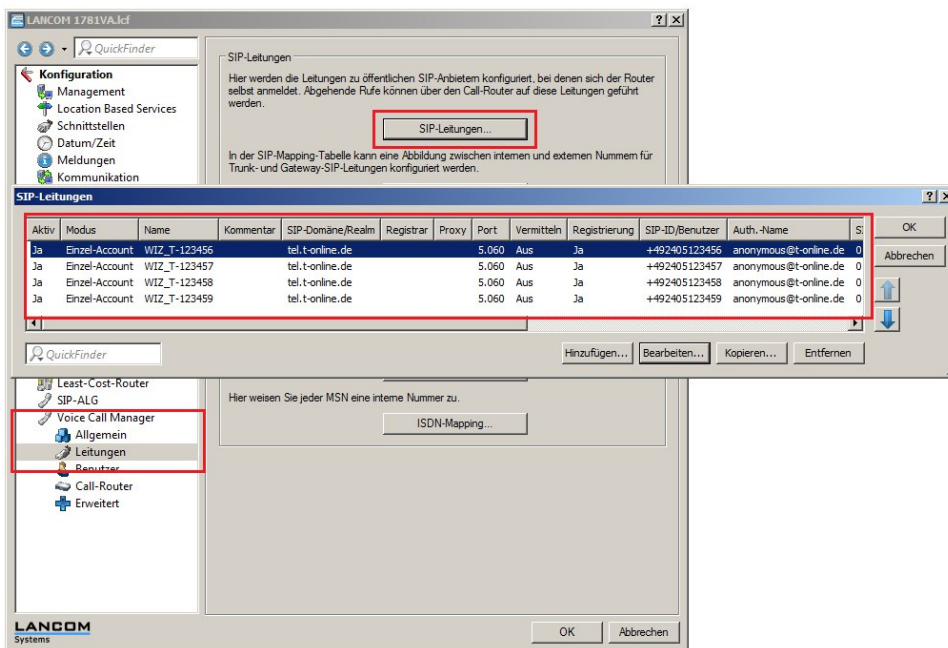 LANCOM 1781VA.lcf
QuickFinder
Konfiguration
Management
Location Based Services
Schnittstellen
Datum/Zeit
Meldungen
Kommunikation
SIP-Leitungen
Hier werden die Leitungen zu öffentlichen SIP-Anbietern konfiguriert, bei denen sich der Router
selbst anmeldet. Abgehende Rufe können über den Call-Router auf diese Leitungen geführt
werden.
SIP-Leitungen...
In der SIP-Mapping-Tabelle kann eine Abbildung zwischen internen und externen Nummern für
Trunk- und Gateway-SIP-Leitungen konfiguriert werden.
SIP-Leitungen
Aktiv Modus Name Kommentar SIP-Domäne/Realm Registrar Proxy Port Vermitteln Registrierung SIP-ID/Benutzer Auth.-Name
Ja Einzel-Account WIZ_T-123456 tel.t-online.de 5.060 Aus Ja +492405123456 anonymous@t-online.de 0
Ja Einzel-Account WIZ_T-123457 tel.t-online.de 5.060 Aus Ja +492405123457 anonymous@t-online.de 0
Ja Einzel-Account WIZ_T-123458 tel.t-online.de 5.060 Aus Ja +492405123458 anonymous@t-online.de 0
Ja Einzel-Account WIZ_T-123459 tel.t-online.de 5.060 Aus Ja +492405123459 anonymous@t-online.de 0
OK
Abbrechen
QuickFinder
Hinzufügen... Bearbeiten... Kopieren... Entfernen
Least-Cost-Router
SIP-ALG
Voice Call Manager
Allgemein
Leitungen
Benutzer
Call-Router
Erweitert
Hier weisen Sie jeder MSN eine interne Nummer zu.
ISDN-Mapping...
LANCOM
Systems
OK Abbrechen